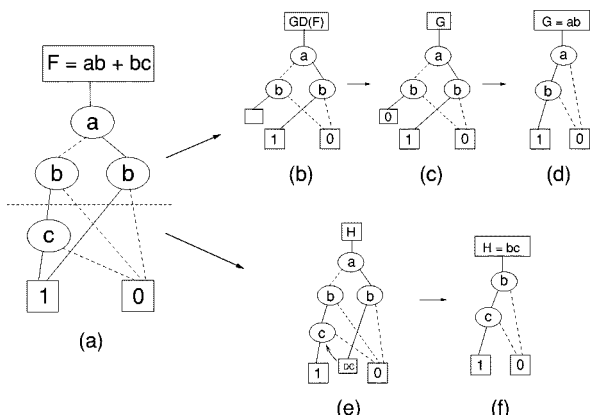 F = ab + bc
a
b b
c
1 0
(a)
GD(F)
a
b b
1 0
(b)
G
a
b b
0
1 0
(c)
G = ab
a
b
1 0
(d)
H
a
b b
c
DC
1 0
(e)
H = bc
b
c
1 0
(f)